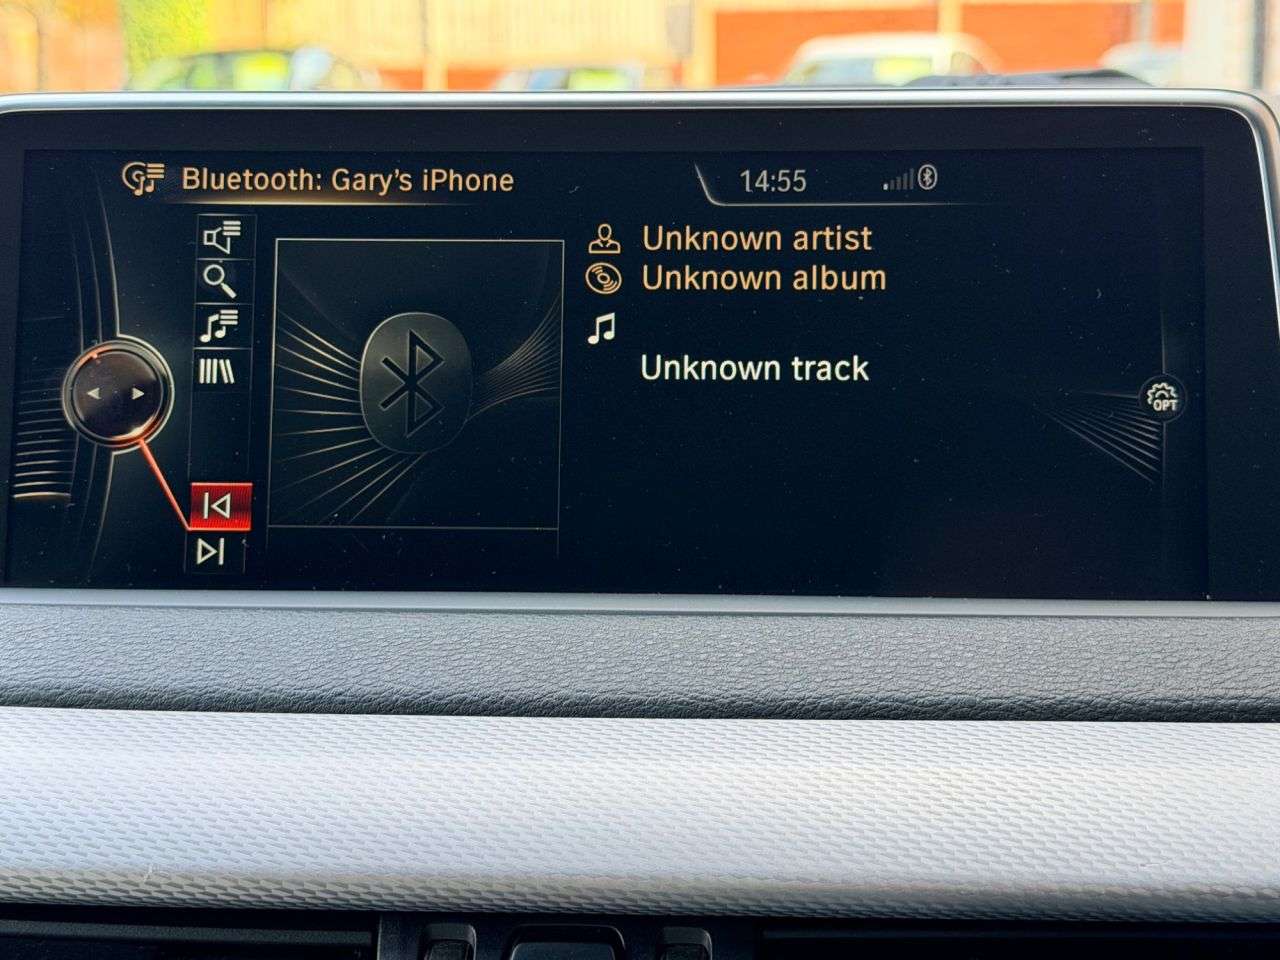 Bluetooth: Gary's iPhone
14:55
Unknown artist
Unknown album
Unknown track
OPT